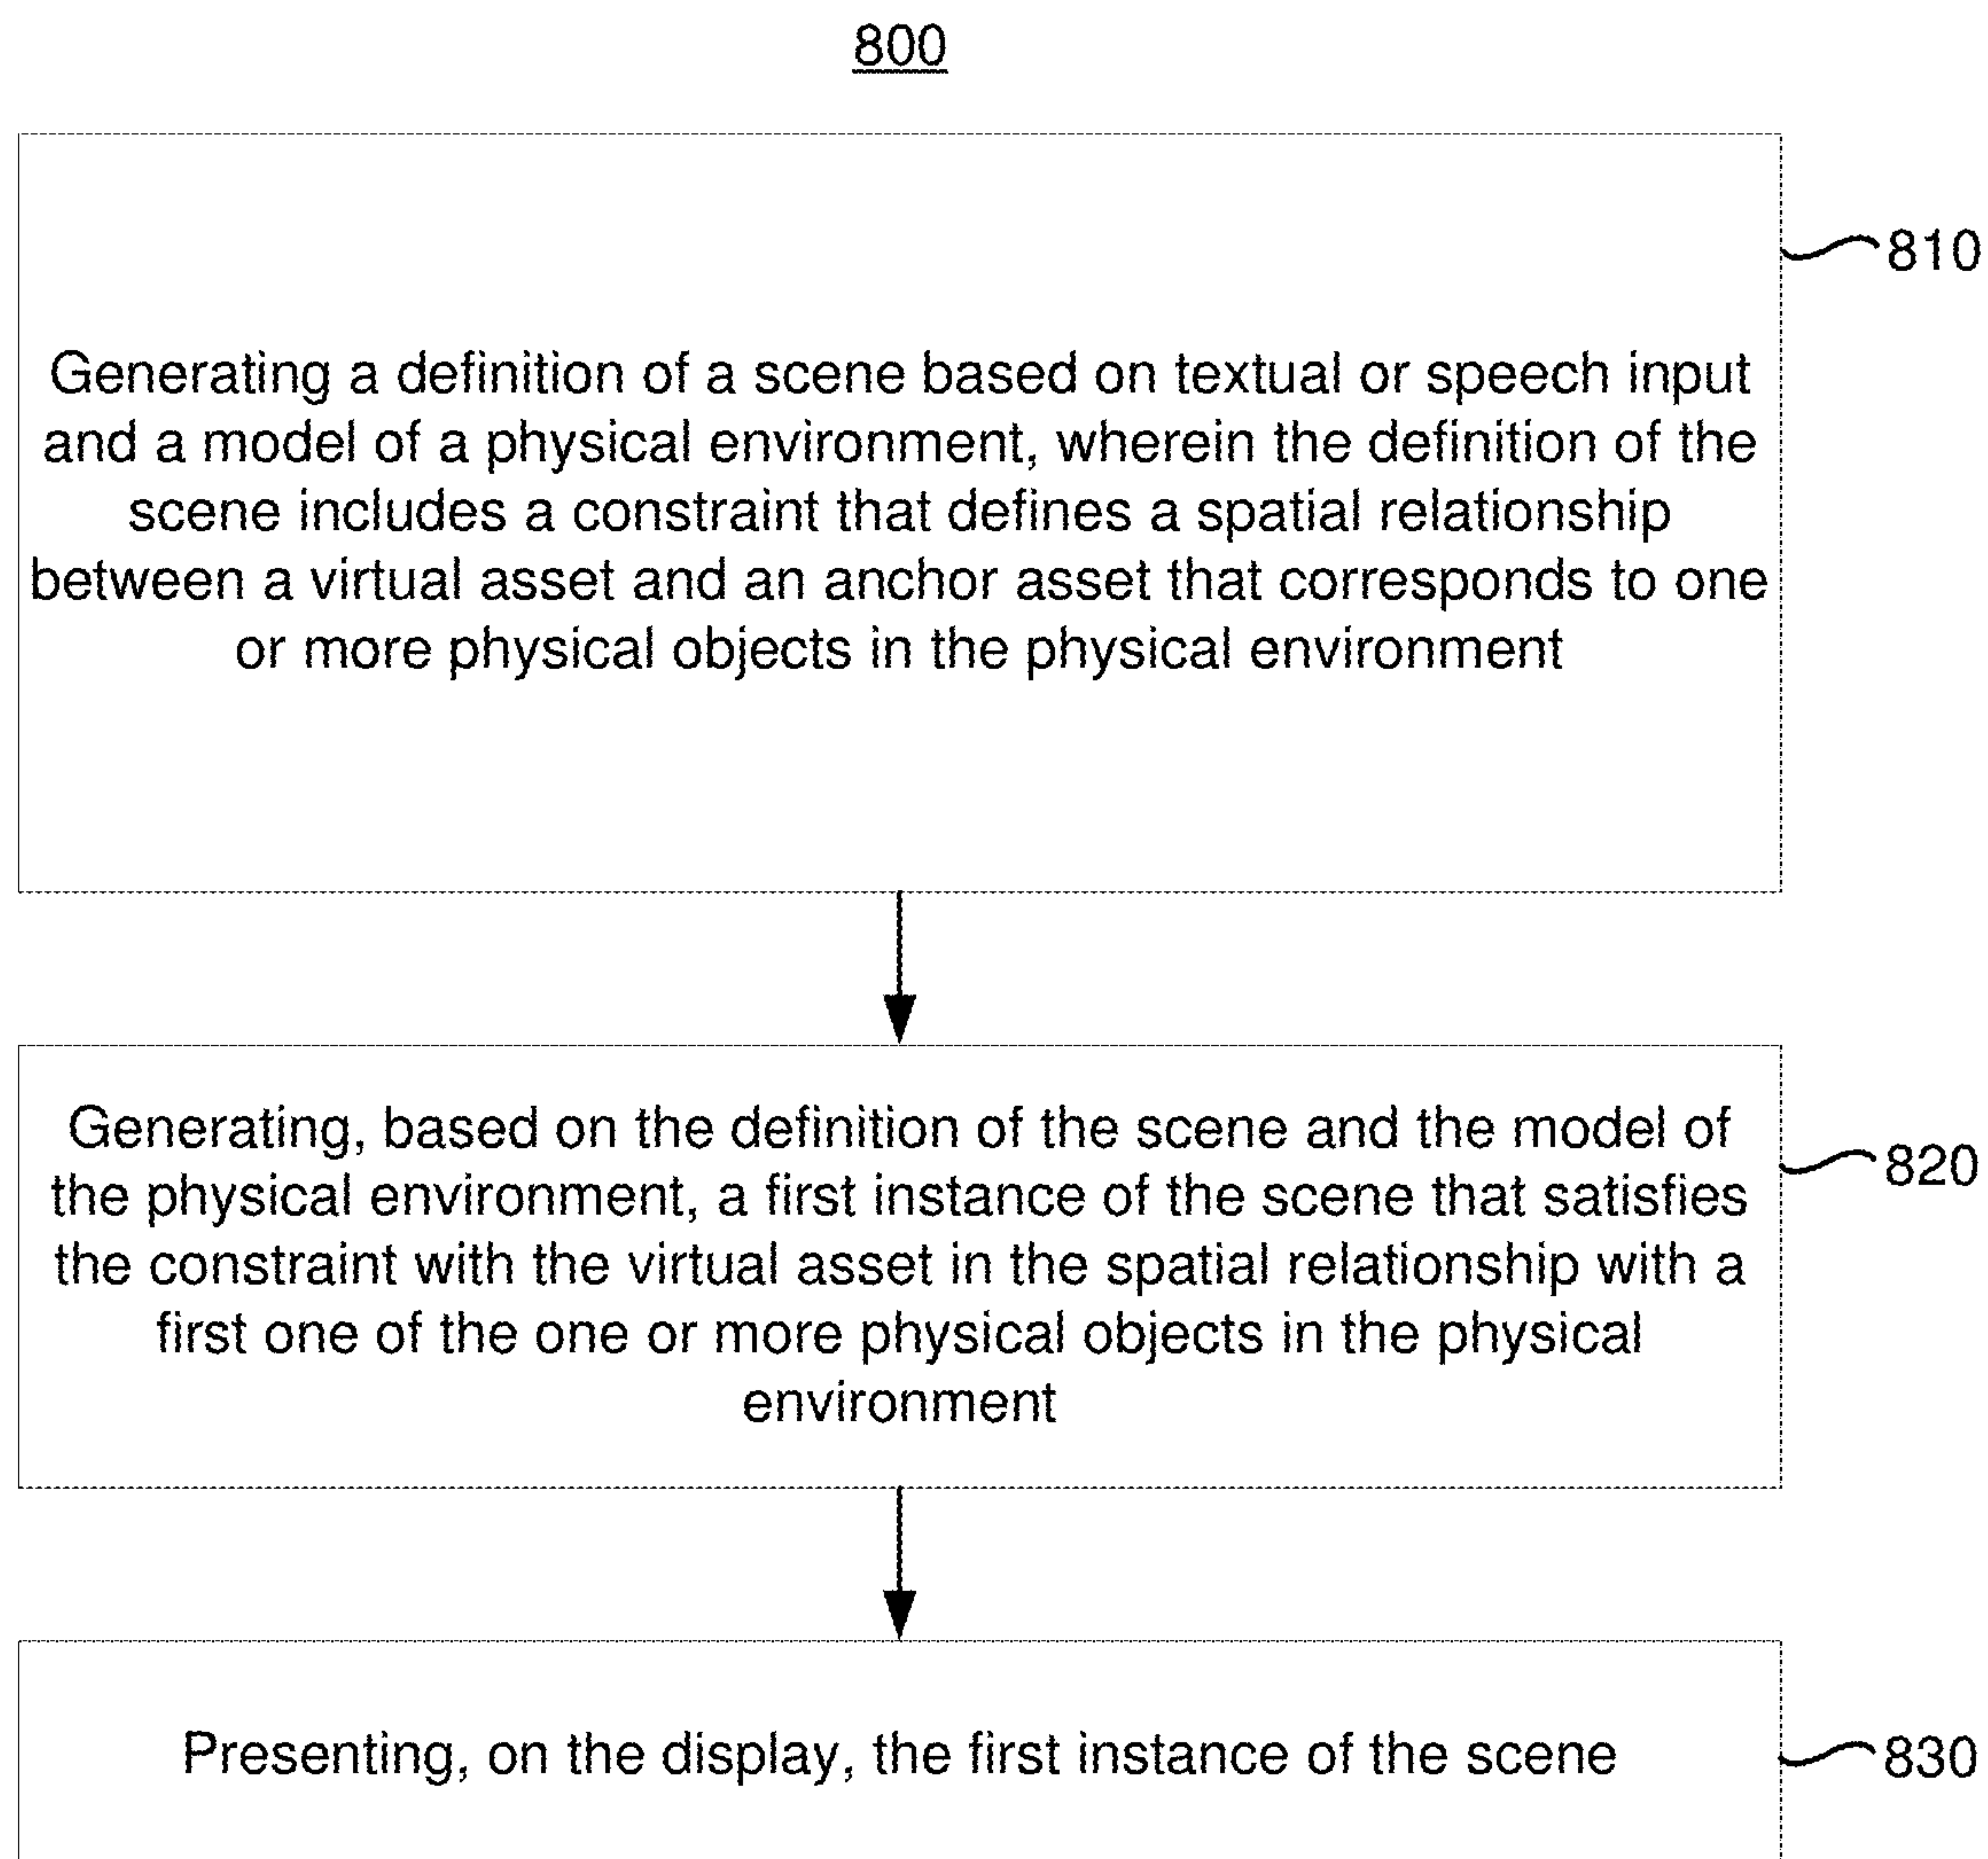 800
810
Generating a definition of a scene based on textual or speech input
and a model of a physical environment, wherein the definition of the
scene includes a constraint that defines a spatial relationship
between a virtual asset and an anchor asset that corresponds to one
or more physical objects in the physical environment
Generating, based on the definition of the scene and the model of
820
the physical environment, a first instance of the scene that satisfies
the constraint with the virtual asset in the spatial relationship with a
first one of the one or more physical objects in the physical
environment
Presenting, on the display, the first instance of the scene
830